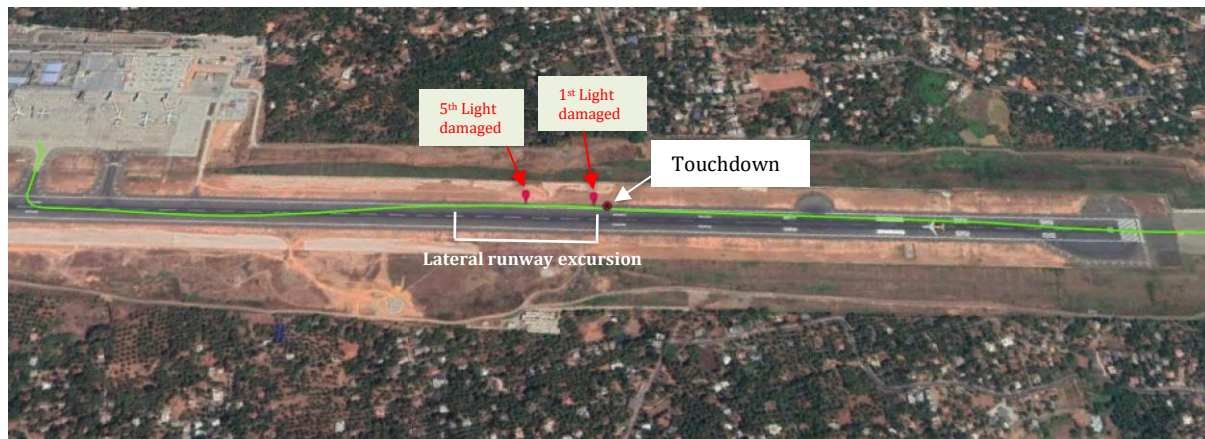 5th Light
damaged
1st Light
damaged
Touchdown
Lateral runway excursion